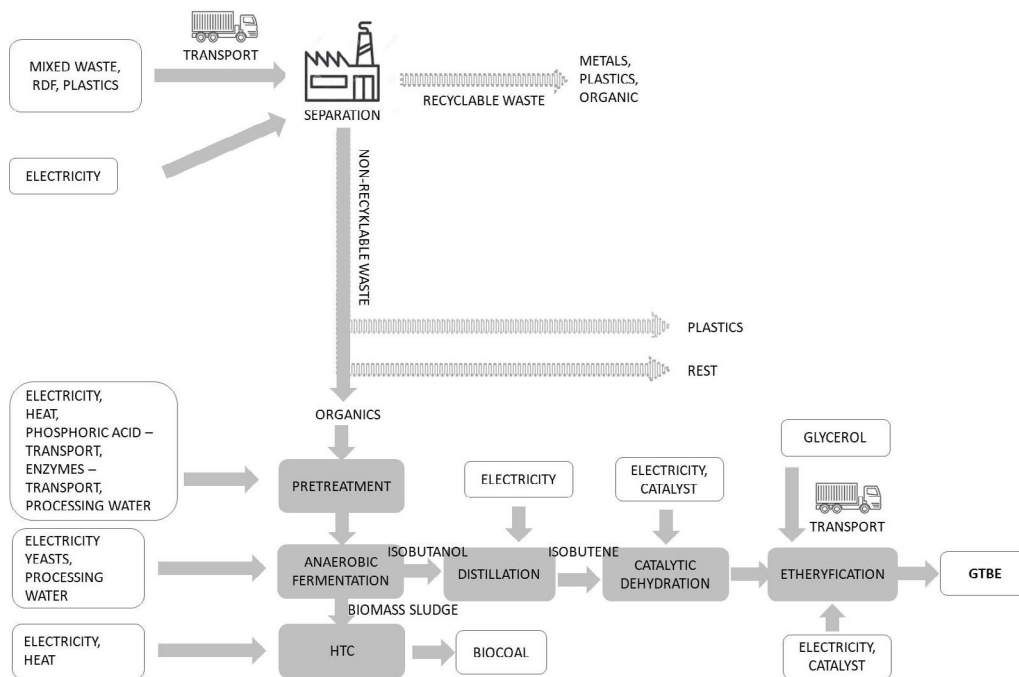 TRANSPORT
MIXED WASTE,
RDF, PLASTICS
METALS,
PLASTICS,
ORGANIC
RECYCLABLE WASTE
SEPARATION
ELECTRICITY
NON-RECYKLABLE WASTE
PLASTICS
REST
ORGANICS
ELECTRICITY,
HEAT,
PHOSPHORIC ACID –
TRANSPORT,
ENZYMES –
TRANSPORT,
PROCESSING WATER
PRETREATMENT
ELECTRICITY
ELECTRICITY,
CATALYST
GLYCEROL
TRANSPORT
ELECTRICITY
YEASTS,
PROCESSING
WATER
ANAEROBIC
FERMENTATION
ISOBUTANOL
DISTILLATION
ISOBUTENE
CATALYTIC
DEHYDRATION
ETHERYFICATION
GTBE
BIOMASS SLUDGE
ELECTRICITY,
HEAT
HTC
BIOCOAL
ELECTRICITY,
CATALYST